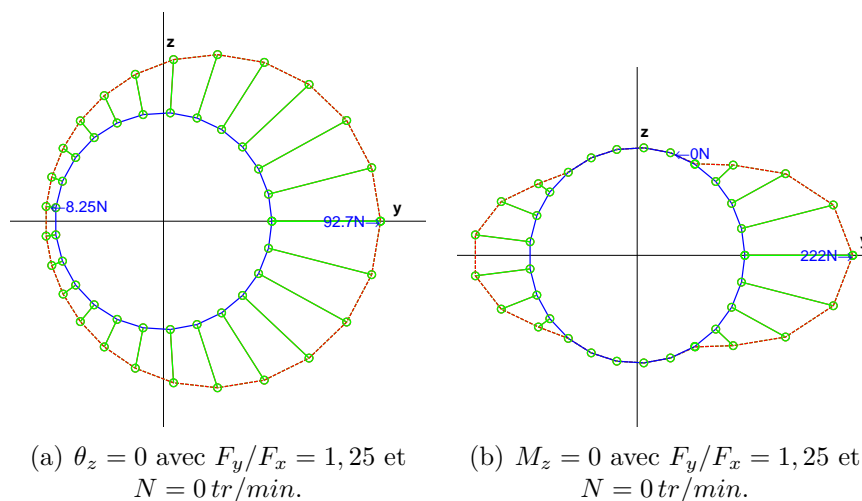 z
y
←8.25N
92.7N→
z
y
←0N
222N→
(a) θ_z = 0 avec F_y/F_x = 1, 25 et
N = 0 tr/min.
(b) M_z = 0 avec F_y/F_x = 1, 25 et
N = 0 tr/min.